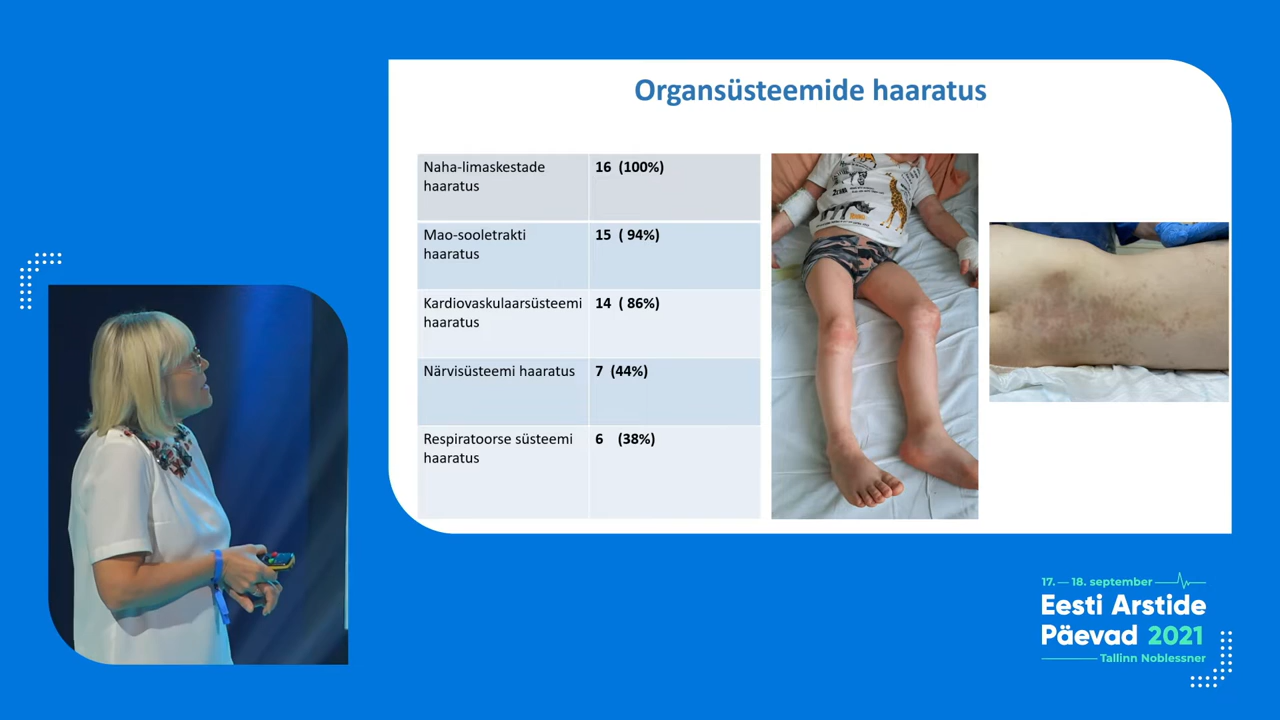 Organsüsteemide haaratus
Naha-limaskestade
haaratus
16 (100%)
Mao-sooletrakti
haaratus
15 ( 94%)
Kardiovaskulaarsüsteemi
haaratus
14 ( 86%)
Närvisüsteemi haaratus
7 (44%)
Respiratoorse süsteemi
haaratus
6 (38%)
17. — 18. september
Eesti Arstide
Päevad 2021
Tallinn Noblessner